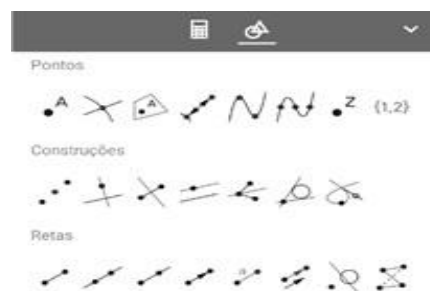 Pontos
A A Z {1,2}
Construções
Retas
a